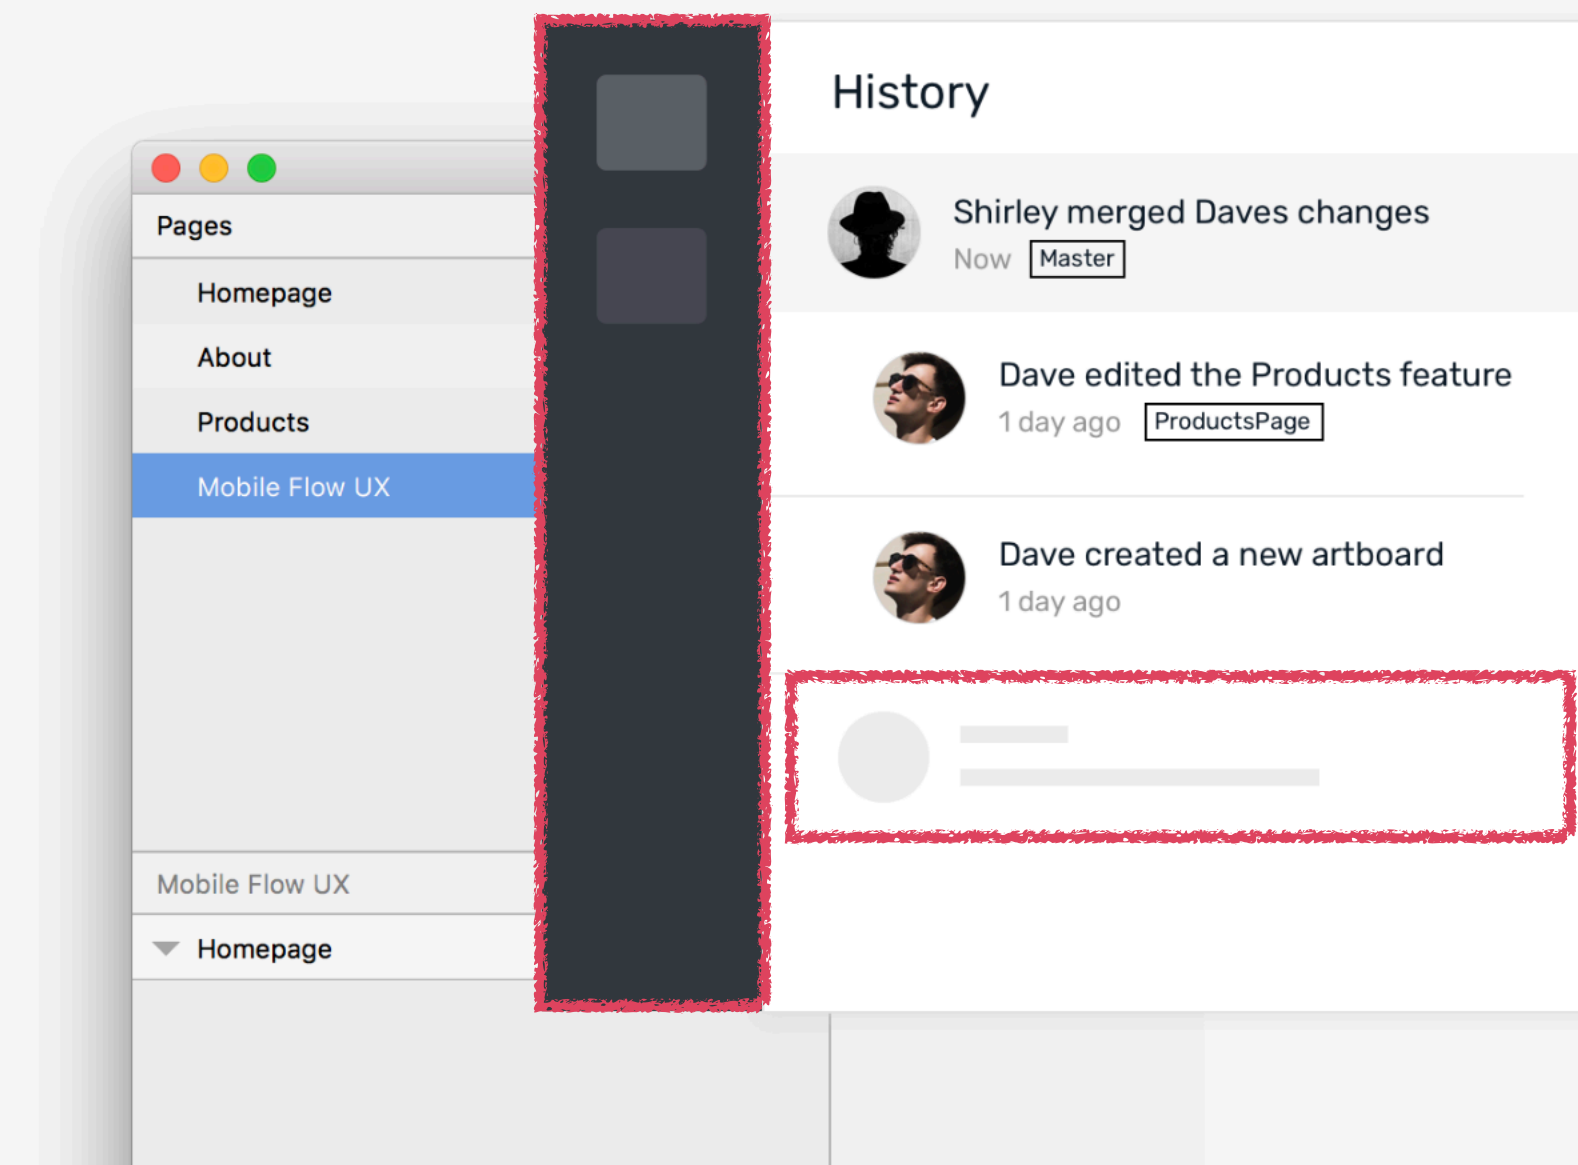 Pages
Homepage
About
Products
Mobile Flow UX
Mobile Flow UX
Homepage
History
Shirley merged Daves changes
Now Master
Dave edited the Products feature
1 day ago ProductsPage
Dave created a new artboard
1 day ago